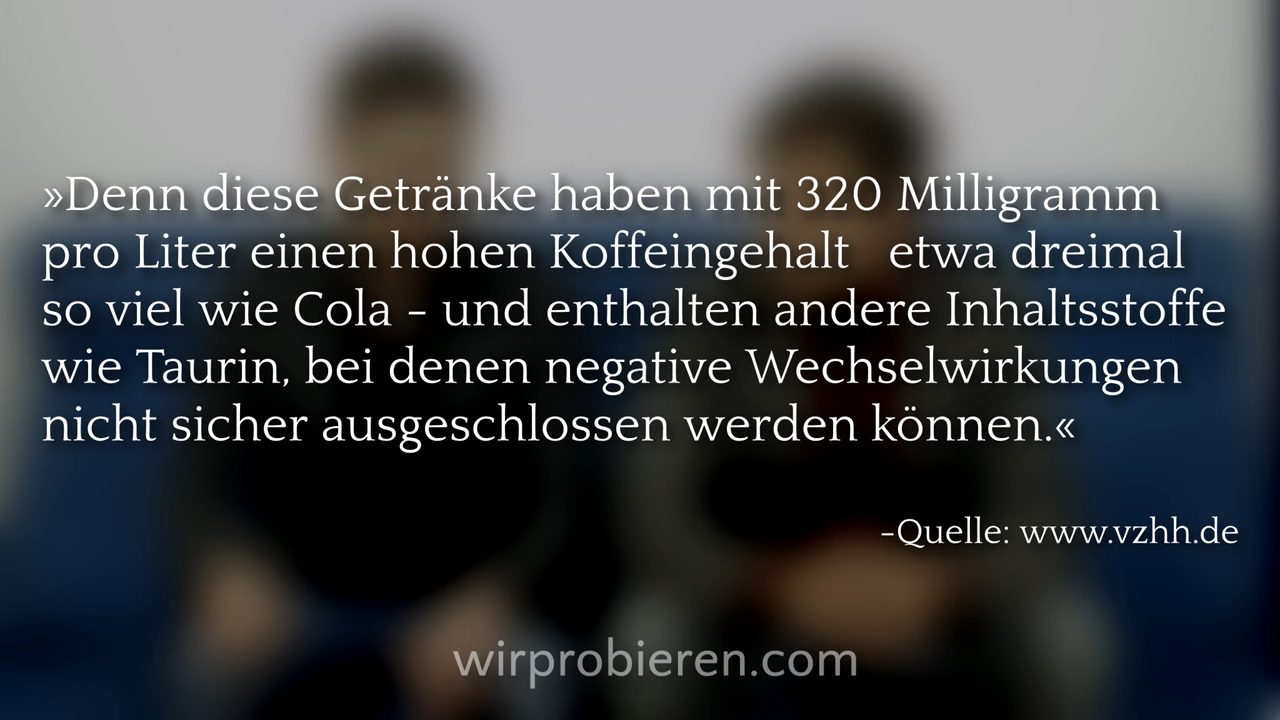 »Denn diese Getränke haben mit 320 Milligramm
pro Liter einen hohen Koffeingehalt   etwa dreimal
so viel wie Cola – und enthalten andere Inhaltsstoffe
wie Taurin, bei denen negative Wechselwirkungen
nicht sicher ausgeschlossen werden können.«
-Quelle: www.vzhh.de
wirprobieren.com